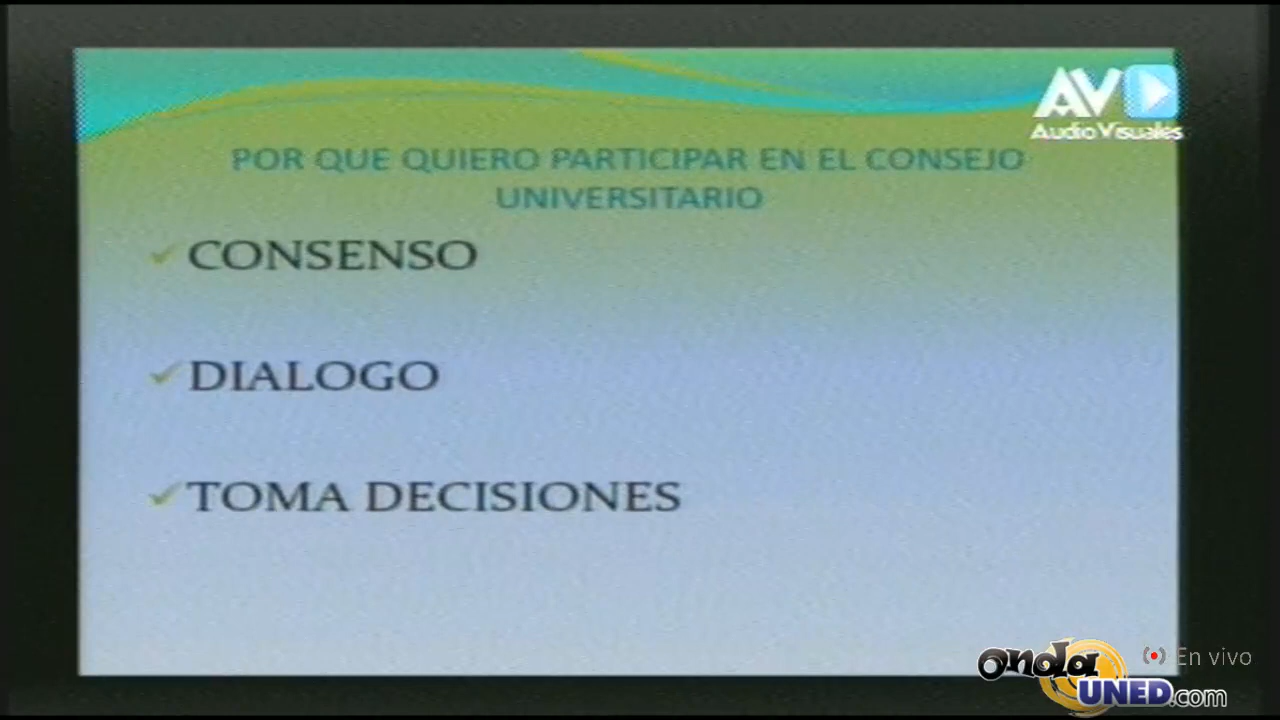 AV
Audio Visuales
POR QUE QUIERO PARTICIPAR EN EL CONSEJO
UNIVERSITARIO
CONSENSO
DIALOGO
TOMA DECISIONES
En vivo
onda
UNED.com